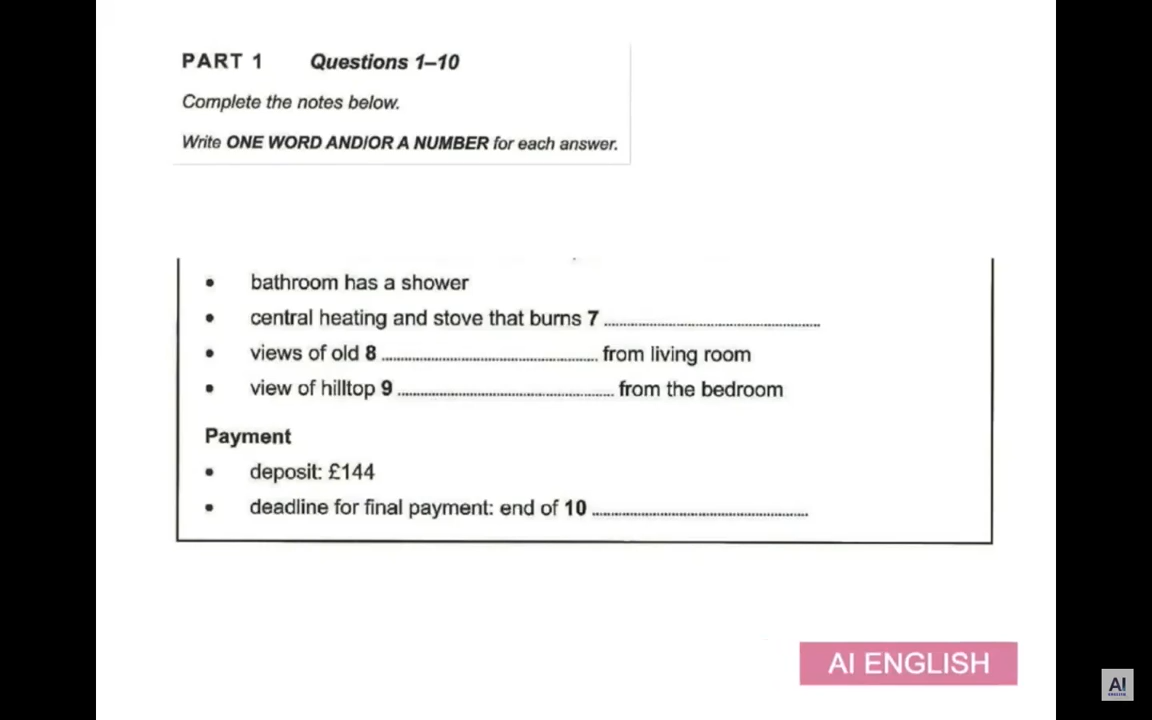 PART 1 Questions 1–10
Complete the notes below.
Write ONE WORD AND/OR A NUMBER for each answer.
• bathroom has a shower
• central heating and stove that burns 7 ....................
• views of old 8 .................... from living room
• view of hilltop 9 .................... from the bedroom
Payment
• deposit: £144
• deadline for final payment: end of 10 ....................
AI ENGLISH
AI
ENGLISH